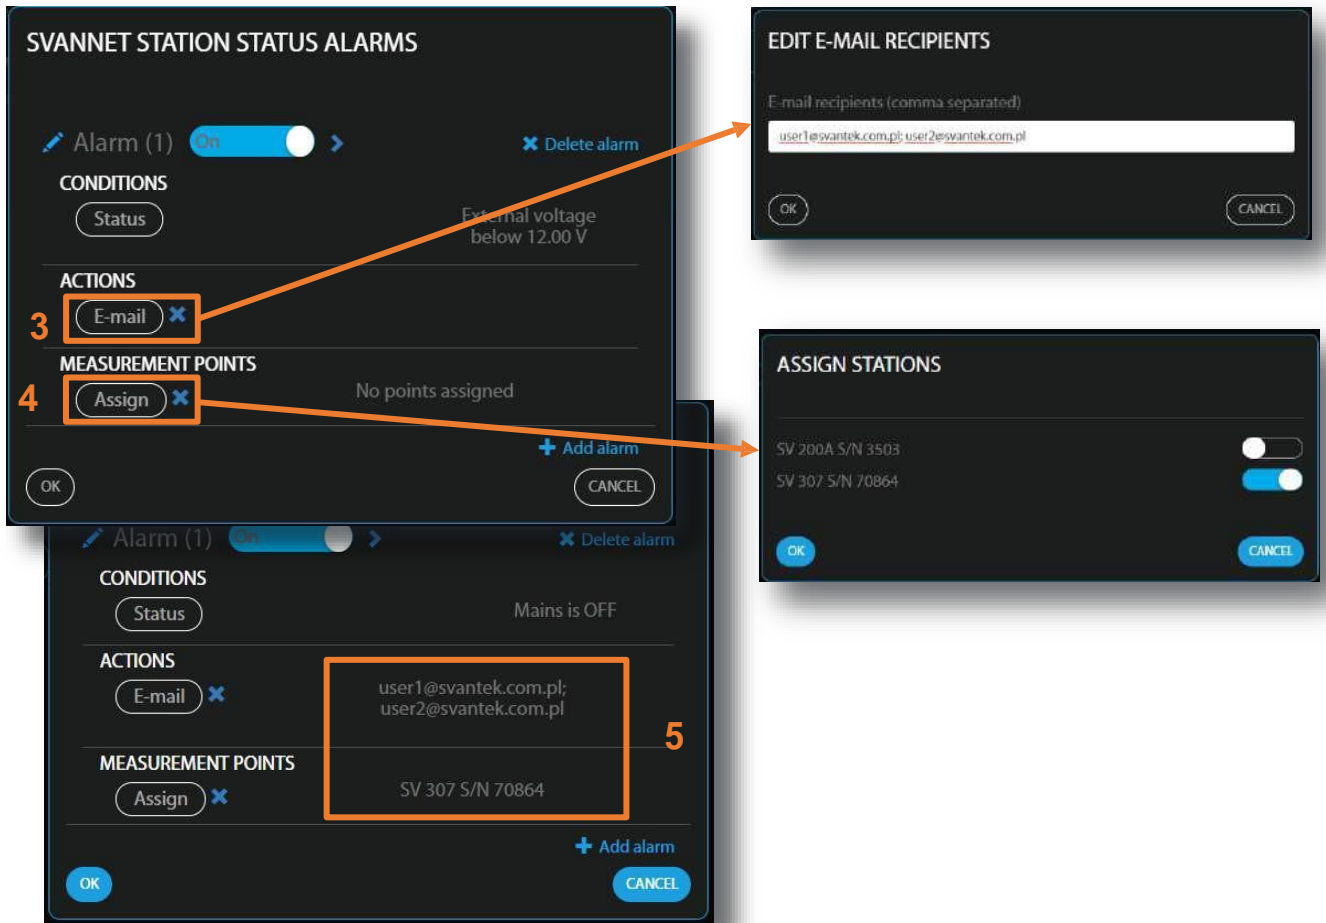 SVANNET STATION STATUS ALARMS
Alarm (1) On Delete alarm
CONDITIONS
Status
External voltage
below 12.00 V
ACTIONS
3 E-mail
MEASUREMENT POINTS
4 Assign No points assigned
Add alarm
OK CANCEL
EDIT E-MAIL RECIPIENTS
E-mail recipients (comma separated)
user1@svantek.com.pl; user2@svantek.com.pl
OK CANCEL
ASSIGN STATIONS
SV 200A S/N 3503
SV 307 S/N 70864
OK CANCEL
Alarm (1) On Delete alarm
CONDITIONS
Status Mains is OFF
ACTIONS
E-mail
user1@svantek.com.pl;
user2@svantek.com.pl
5
MEASUREMENT POINTS
Assign SV 307 S/N 70864
Add alarm
OK CANCEL